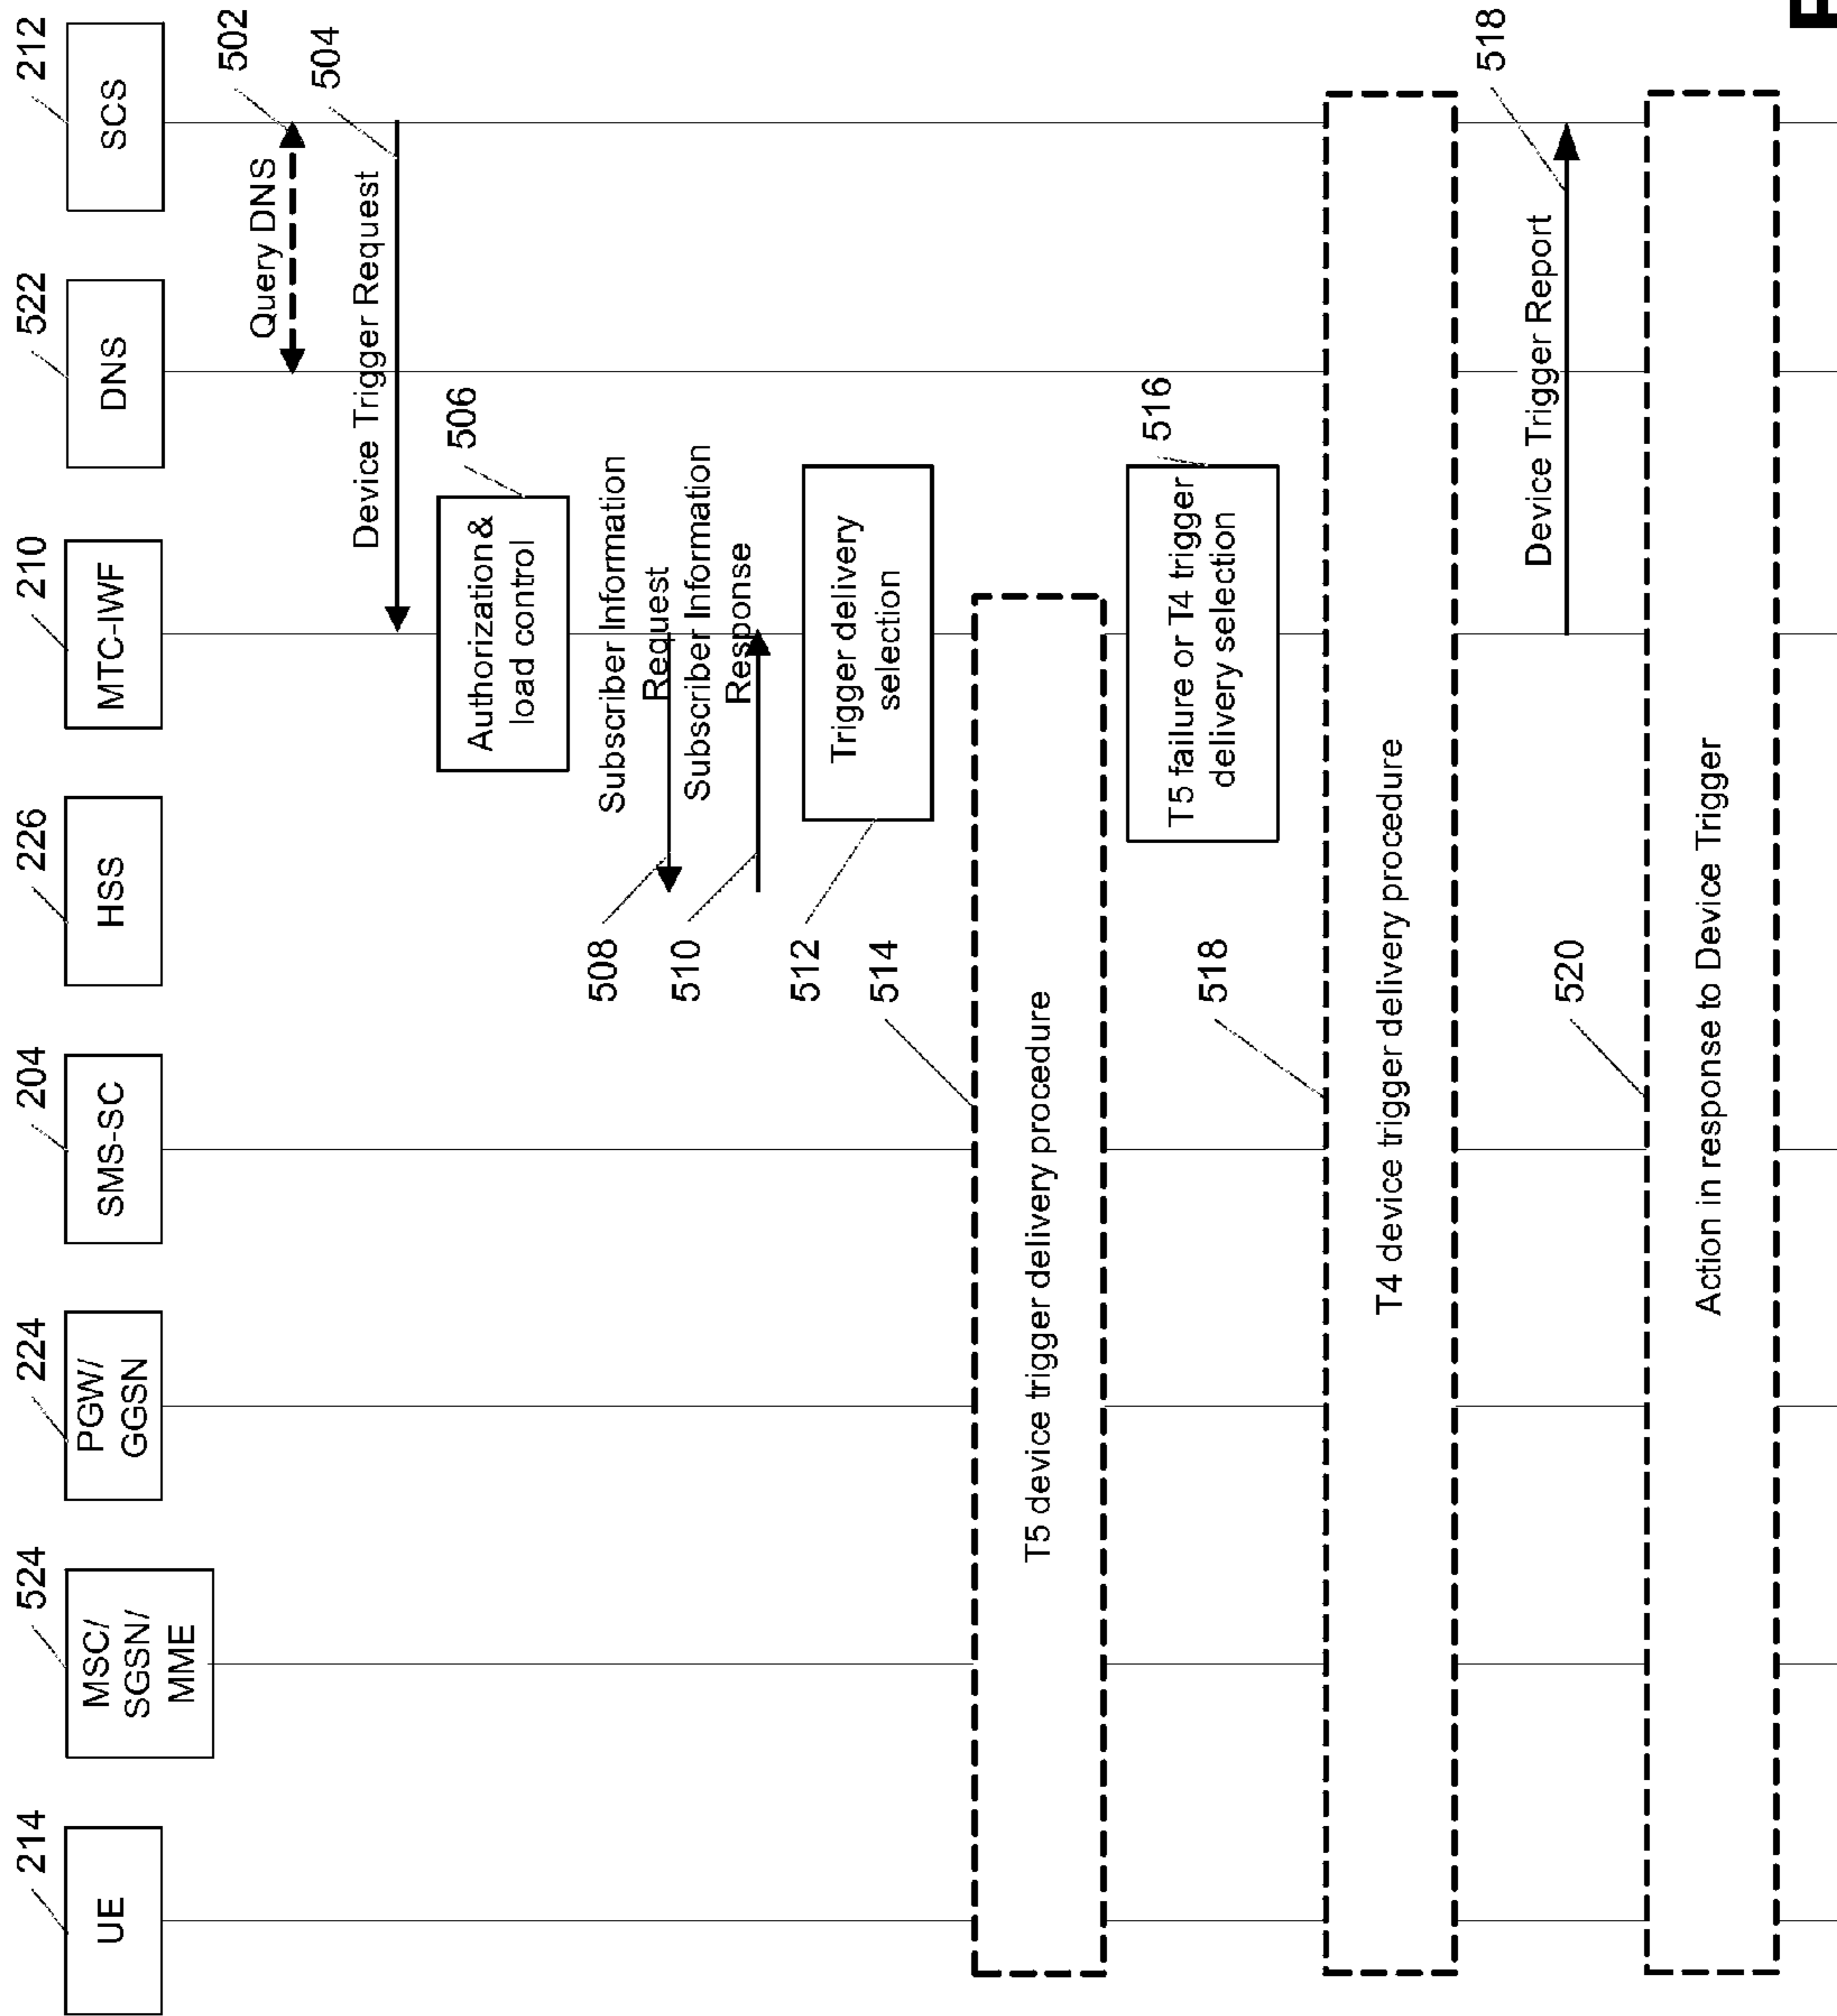 214
UE
524
MSC/
SGSN/
MME
224
PGW/
GGSN
204
SMS-SC
226
HSS
210
MTC-IWF
522
DNS
212
SCS
Query DNS
502
Device Trigger Request
504
Authorization &
load control
506
Subscriber Information
Request
508
Subscriber Information
Response
510
Trigger delivery
selection
512
514
T5 device trigger delivery procedure
T5 failure or T4 trigger
delivery selection
516
518
T4 device trigger delivery procedure
Device Trigger Report
518
520
Action in response to Device Trigger